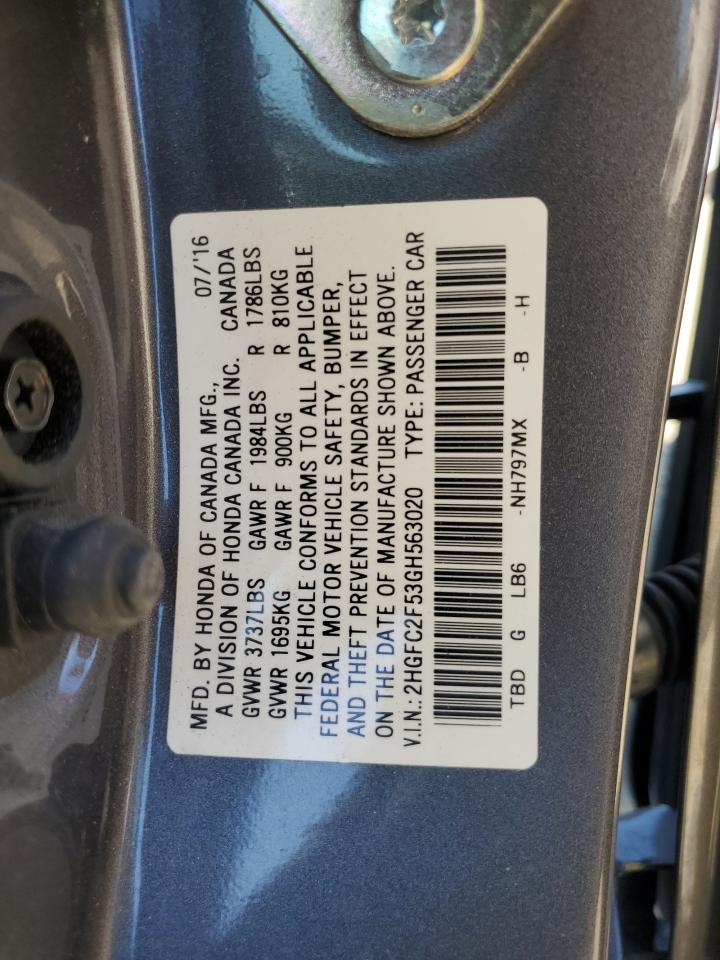 MFD. BY HONDA OF CANADA MFG., 07/'16
A DIVISION OF HONDA CANADA INC. CANADA
GVWR 3737LBS GAWR F 1984LBS R 1786LBS
GVWR 1695KG GAWR F 900KG R 810KG
THIS VEHICLE CONFORMS TO ALL APPLICABLE
FEDERAL MOTOR VEHICLE SAFETY, BUMPER,
AND THEFT PREVENTION STANDARDS IN EFFECT
ON THE DATE OF MANUFACTURE SHOWN ABOVE.
V.I.N.: 2HGFC2F53GH563020 TYPE: PASSENGER CAR
TBD G LB6 -NH797MX -B -H